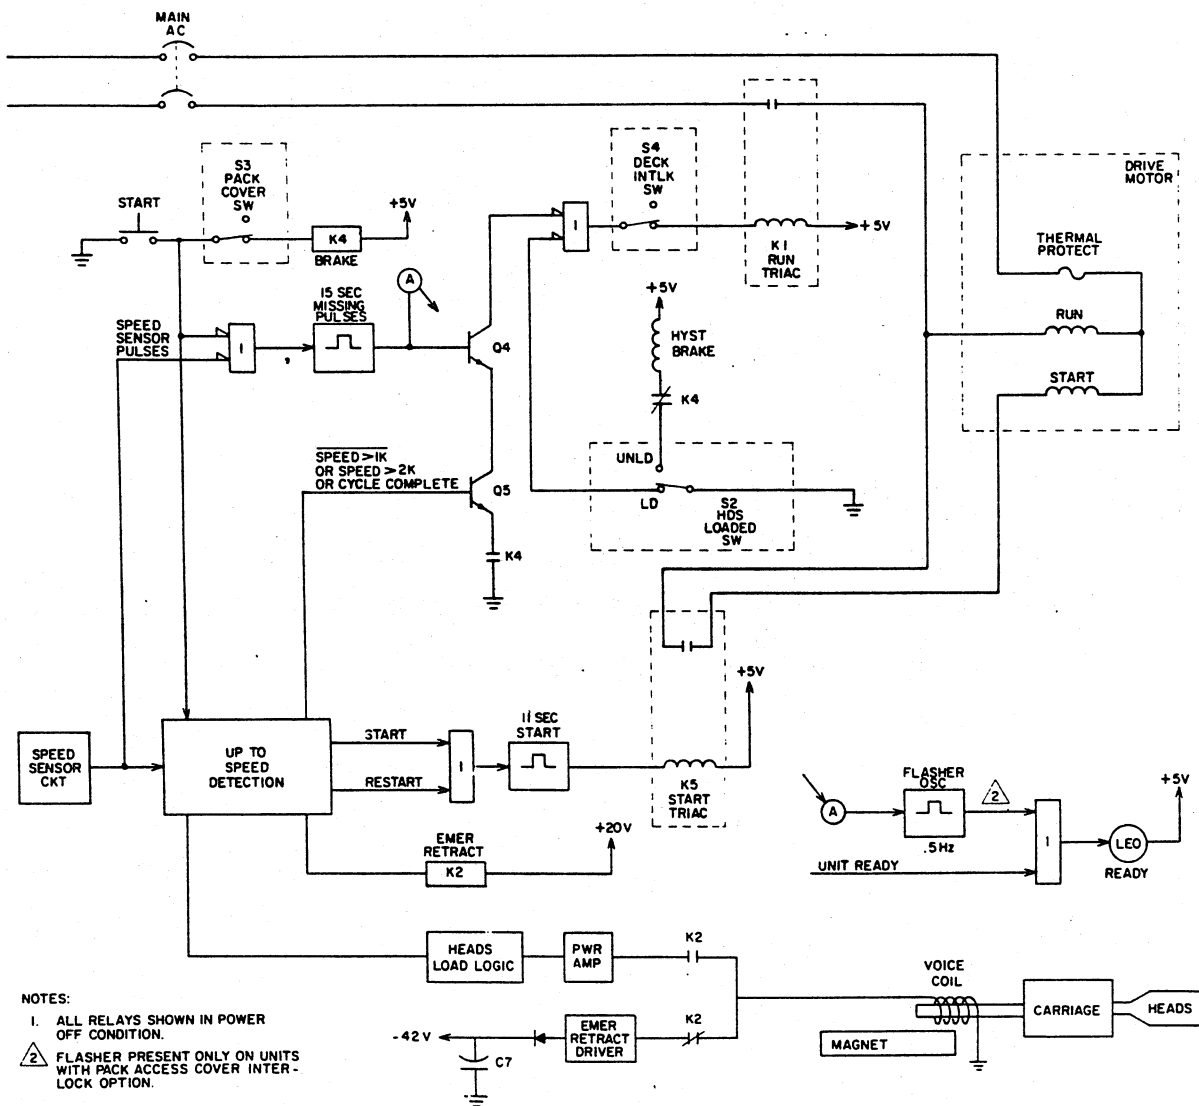 MAIN
AC
S3
PACK
COVER
SW
START
+5V
K4
BRAKE
S4
DECK
INTLK
SW
I
K1
RUN
TRIAC
+5V
DRIVE
MOTOR
THERMAL
PROTECT
RUN
START
A
15 SEC
MISSING
PULSES
SPEED
SENSOR
PULSES
I
Q4
+5V
HYST
BRAKE
K4
UNLD
LD
S2
HDS
LOADED
SW
SPEED>1K
OR SPEED>2K
OR CYCLE COMPLETE
Q5
K4
SPEED
SENSOR
CKT
UP TO
SPEED
DETECTION
START
RESTART
I
11 SEC
START
+5V
K5
START
TRIAC
EMER
RETRACT
K2
+20V
A
FLASHER
OSC
.5Hz
2
UNIT READY
I
LEO
READY
+5V
HEADS
LOAD LOGIC
PWR
AMP
K2
EMER
RETRACT
DRIVER
K2
-42V
C7
VOICE
COIL
MAGNET
CARRIAGE
HEADS
NOTES:
1. ALL RELAYS SHOWN IN POWER
OFF CONDITION.
2 FLASHER PRESENT ONLY ON UNITS
WITH PACK ACCESS COVER INTER-
LOCK OPTION.